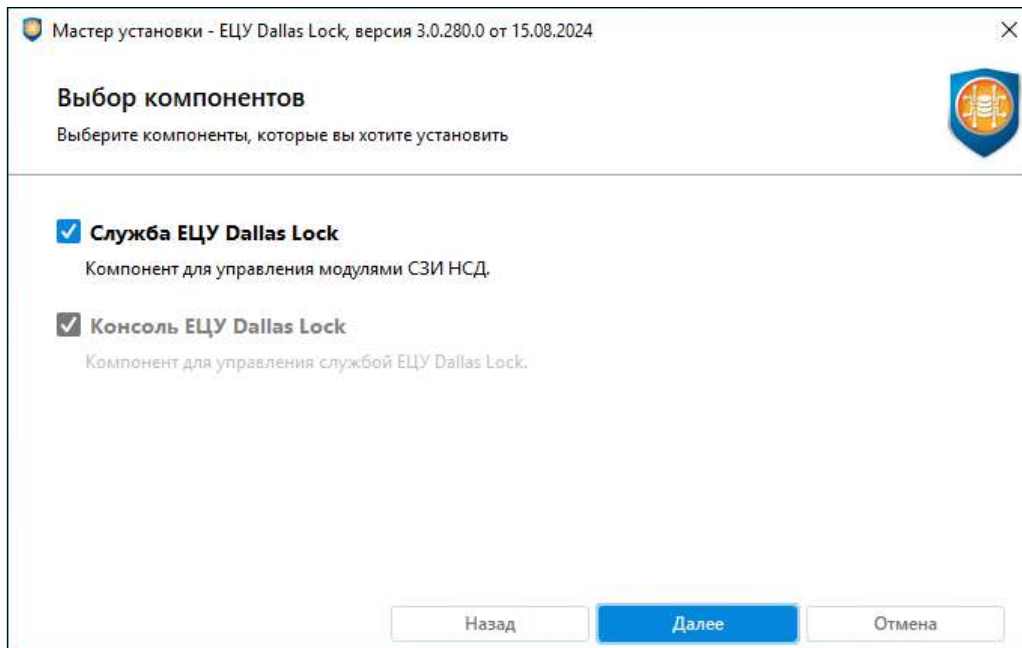 Мастер установки - ЕЦУ Dallas Lock, версия 3.0.280.0 от 15.08.2024
Выбор компонентов
Выберите компоненты, которые вы хотите установить
Служба ЕЦУ Dallas Lock
Компонент для управления модулями СЗИ НСД.
Консоль ЕЦУ Dallas Lock
Компонент для управления службой ЕЦУ Dallas Lock.
Назад Далее Отмена